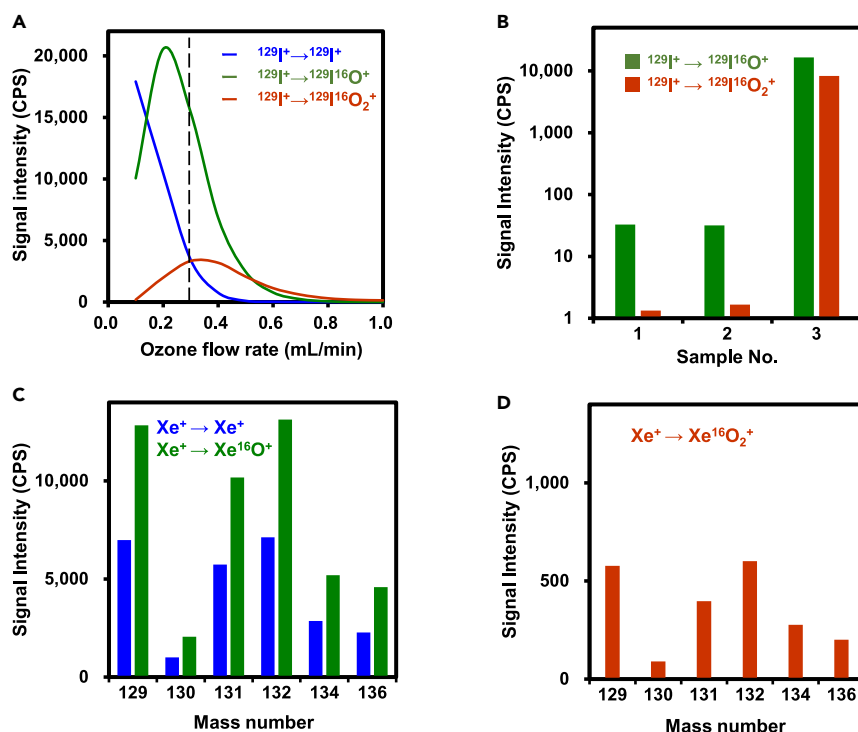 A
Signal intensity (CPS)
20,000
15,000
10,000
5,000
0
¹²⁹I⁺→¹²⁹I⁺
¹²⁹I⁺→¹²⁹I¹⁶O⁺
¹²⁹I⁺→¹²⁹I¹⁶O₂⁺
0.0 0.2 0.4 0.6 0.8 1.0
Ozone flow rate (mL/min)
B
Signal Intensity (CPS)
10,000
1,000
100
10
1
¹²⁹I⁺ → ¹²⁹I¹⁶O⁺
¹²⁹I⁺ → ¹²⁹I¹⁶O₂⁺
1 2 3
Sample No.
C
Signal Intensity (CPS)
10,000
5,000
0
Xe⁺ → Xe⁺
Xe⁺ → Xe¹⁶O⁺
129 130 131 132 134 136
Mass number
D
Signal Intensity (CPS)
1,000
500
0
Xe⁺ → Xe¹⁶O₂⁺
129 130 131 132 134 136
Mass number